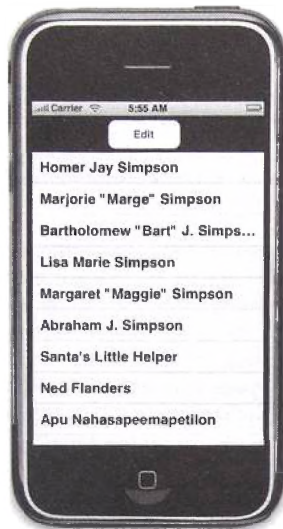 Carrier 5:55 AM
Edit
Homer Jay Simpson
Marjorie "Marge" Simpson
Bartholomew "Bart" J. Simps...
Lisa Marie Simpson
Margaret "Maggie" Simpson
Abraham J. Simpson
Santa's Little Helper
Ned Flanders
Apu Nahasapeemapetilon